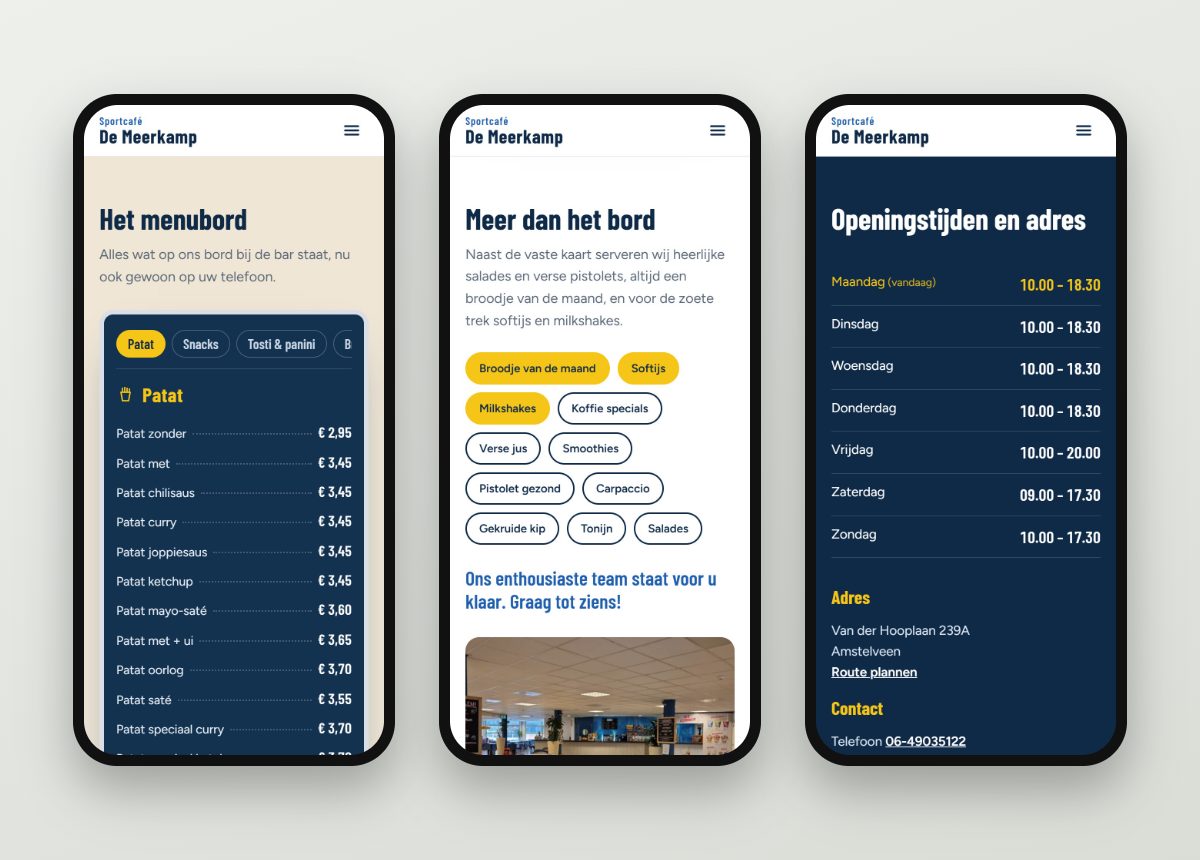 Sportcafé
De Meerkamp
Het menubord
Alles wat op ons bord bij de bar staat, nu
ook gewoon op uw telefoon.
Patat
Snacks
Tosti & panini
Patat
Patat zonder € 2,95
Patat met € 3,45
Patat chilisaus € 3,45
Patat curry € 3,45
Patat joppiesaus € 3,45
Patat ketchup € 3,45
Patat mayo-saté € 3,60
Patat met + ui € 3,65
Patat oorlog € 3,70
Patat saté € 3,55
Patat speciaal curry € 3,70
Sportcafé
De Meerkamp
Meer dan het bord
Naast de vaste kaart serveren wij heerlijke
salades en verse pistolets, altijd een
broodje van de maand, en voor de zoete
trek softijs en milkshakes.
Broodje van de maand
Softijs
Milkshakes
Koffie specials
Verse jus
Smoothies
Pistolet gezond
Carpaccio
Gekruide kip
Tonijn
Salades
Ons enthousiaste team staat voor u
klaar. Graag tot ziens!
Sportcafé
De Meerkamp
Openingstijden en adres
Maandag (vandaag) 10.00 – 18.30
Dinsdag 10.00 – 18.30
Woensdag 10.00 – 18.30
Donderdag 10.00 – 18.30
Vrijdag 10.00 – 20.00
Zaterdag 09.00 – 17.30
Zondag 10.00 – 17.30
Adres
Van der Hooplaan 239A
Amstelveen
Route plannen
Contact
Telefoon 06-49035122